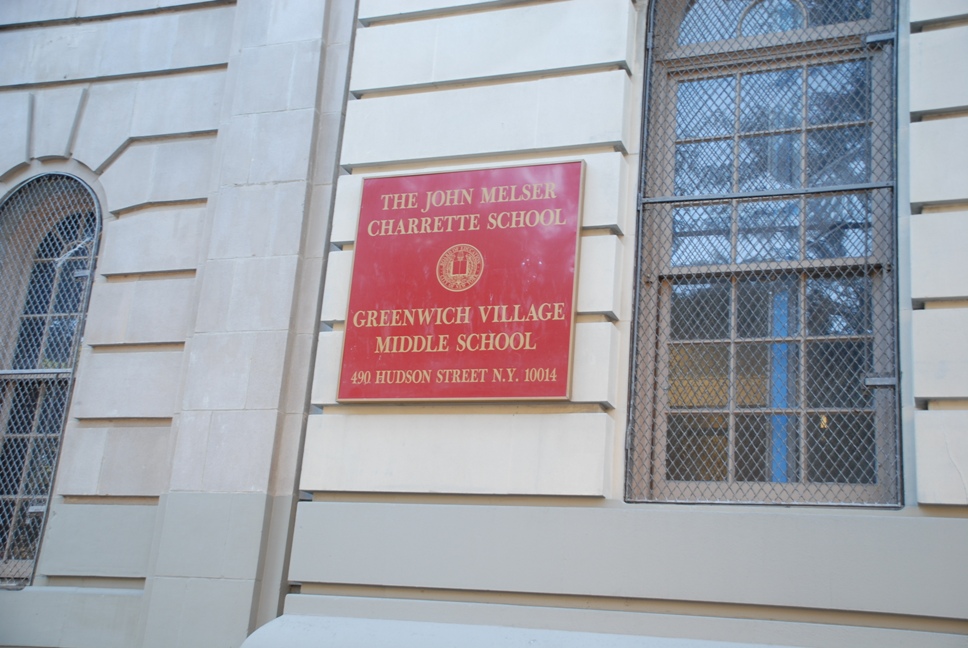 THE JOHN MELSER
CHARRETTE SCHOOL
GREENWICH VILLAGE
MIDDLE SCHOOL
490 HUDSON STREET N.Y. 10014